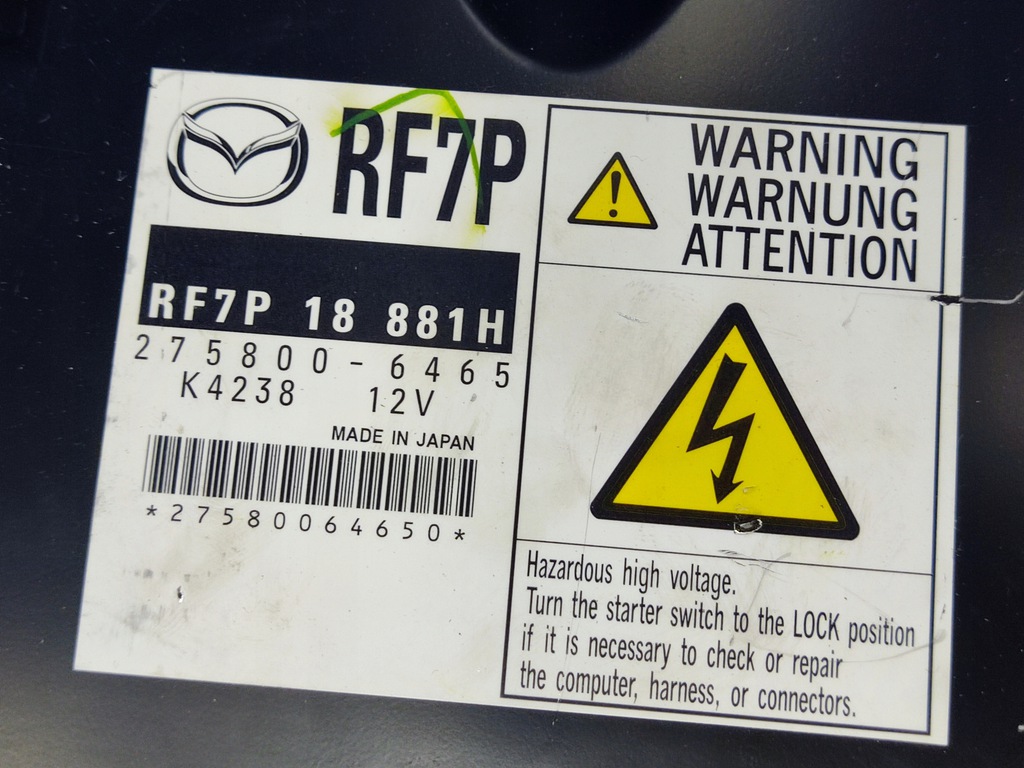 RF7P
RF7P 18 881H
275800-6465
K4238 12V
MADE IN JAPAN
*27580064650*
WARNING
WARNUNG
ATTENTION
Hazardous high voltage.
Turn the starter switch to the LOCK position
if it is necessary to check or repair
the computer, harness, or connectors.